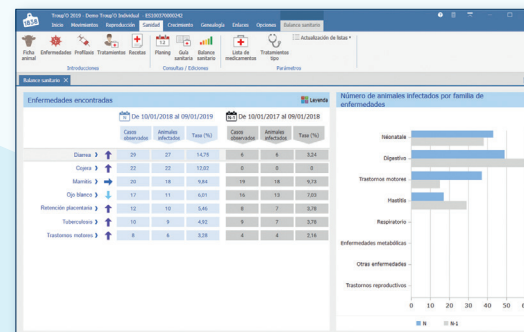 Troup'O 2019 - Demo Troup'O Individual - ES100370000242
Inicio Movimientos Reproducción Sanidad Crecimiento Genealogía Enlaces Opciones Balance sanitario
Ficha animal
Enfermedades
Profilaxis
Tratamientos
Recetas
Planing
Guía sanitaria
Balance sanitario
Lista de medicamentos
Tratamientos tipo
Actualización de listas
Introducciones
Consultas / Ediciones
Parámetros
Balance sanitario
Enfermedades encontradas
Leyenda
N De 10/01/2018 al 09/01/2019
N-1 De 10/01/2017 al 09/01/2018
Casos observados Animales infectados Tasa (%) Casos observados Animales infectados Tasa (%)
Diarrea 29 27 14,75 6 6 3,24
Cojera 22 22 12,02 0 0 0
Mamitis 20 18 9,84 19 18 9,73
Ojo blanco 17 11 6,01 16 13 7,03
Retención placentaria 12 10 5,46 8 7 3,78
Tuberculosis 10 9 4,92 9 7 3,78
Trastornos motores 8 6 3,28 4 4 2,16
Número de animales infectados por familia de
enfermedades
Néonatale
Digestivo
Trastornos motores
Mastitis
Respiratorio
Enfermedades metabólicas
Otras enfermedades
Trastornos reproductivos
0 10 20 30 40 50
N N-1